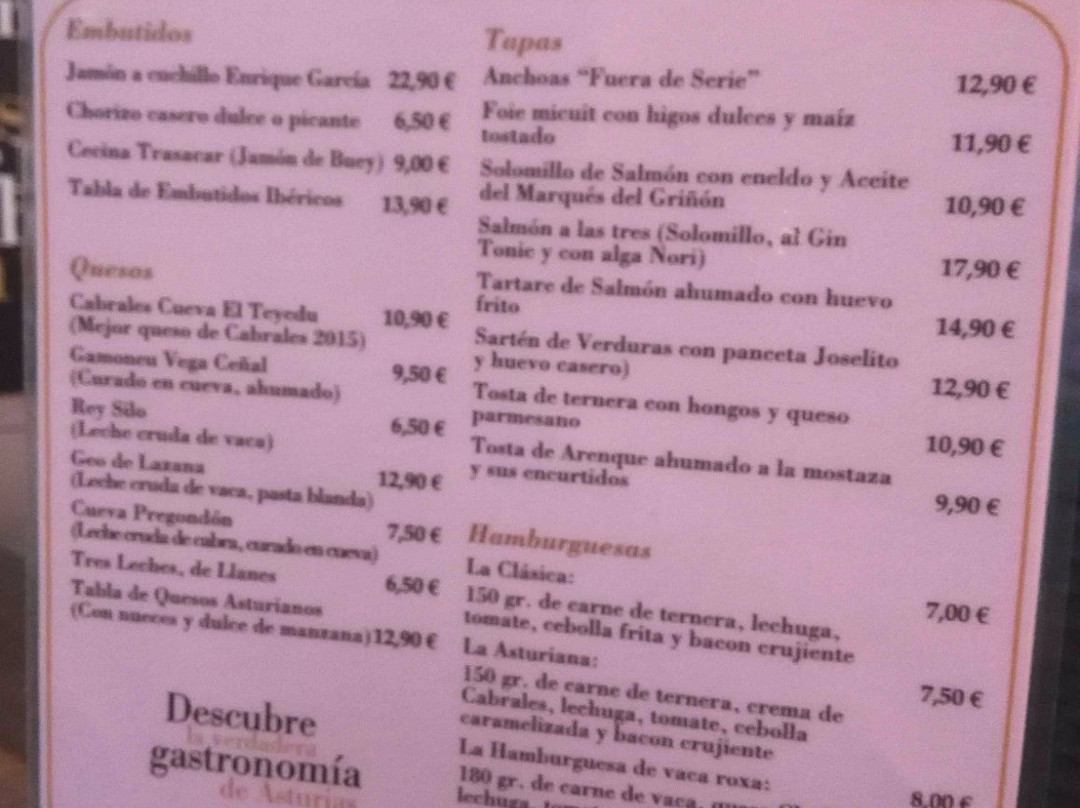 Embutidos
Jamón a cuchillo Enrique García 22,90 €
Chorizo casero dulce o picante 6,50 €
Cecina Trasacar (Jamón de Buey) 9,00 €
Tabla de Embutidos Ibéricos 13,90 €
Quesos
Cabrales Cueva El Teyedu 10,90 €
(Mejor queso de Cabrales 2015)
Gamoneu Vega Ceñal 9,50 €
(Curado en cueva, ahumado)
Rey Silo 6,50 €
(Leche cruda de vaca)
Geo de Lazana 12,90 €
(Leche cruda de vaca, pasta blanda)
Cueva Pregondón 7,50 €
(Leche cruda de cabra, curado en cueva)
Tres Leches, de Llanes 6,50 €
Tabla de Quesos Asturianos
(Con nueces y dulce de manzana) 12,90 €
Descubre
la verdadera
gastronomía
de Asturias
Tapas
Anchoas “Fuera de Serie” 12,90 €
Foie micuit con higos dulces y maíz
tostado 11,90 €
Solomillo de Salmón con eneldo y Aceite
del Marqués del Griñón 10,90 €
Salmón a las tres (Solomillo, al Gin
Tonic y con alga Nori) 17,90 €
Tartare de Salmón ahumado con huevo
frito 14,90 €
Sartén de Verduras con panceta Joselito
y huevo casero) 12,90 €
Tosta de ternera con hongos y queso
parmesano 10,90 €
Tosta de Arenque ahumado a la mostaza
y sus encurtidos 9,90 €
Hamburguesas
La Clásica:
150 gr. de carne de ternera, lechuga, 7,00 €
tomate, cebolla frita y bacon crujiente
La Asturiana:
150 gr. de carne de ternera, crema de 7,50 €
Cabrales, lechuga, tomate, cebolla
caramelizada y bacon crujiente
La Hamburguesa de vaca roxa:
180 gr. de carne de vaca, 8,00 €
lechuga,